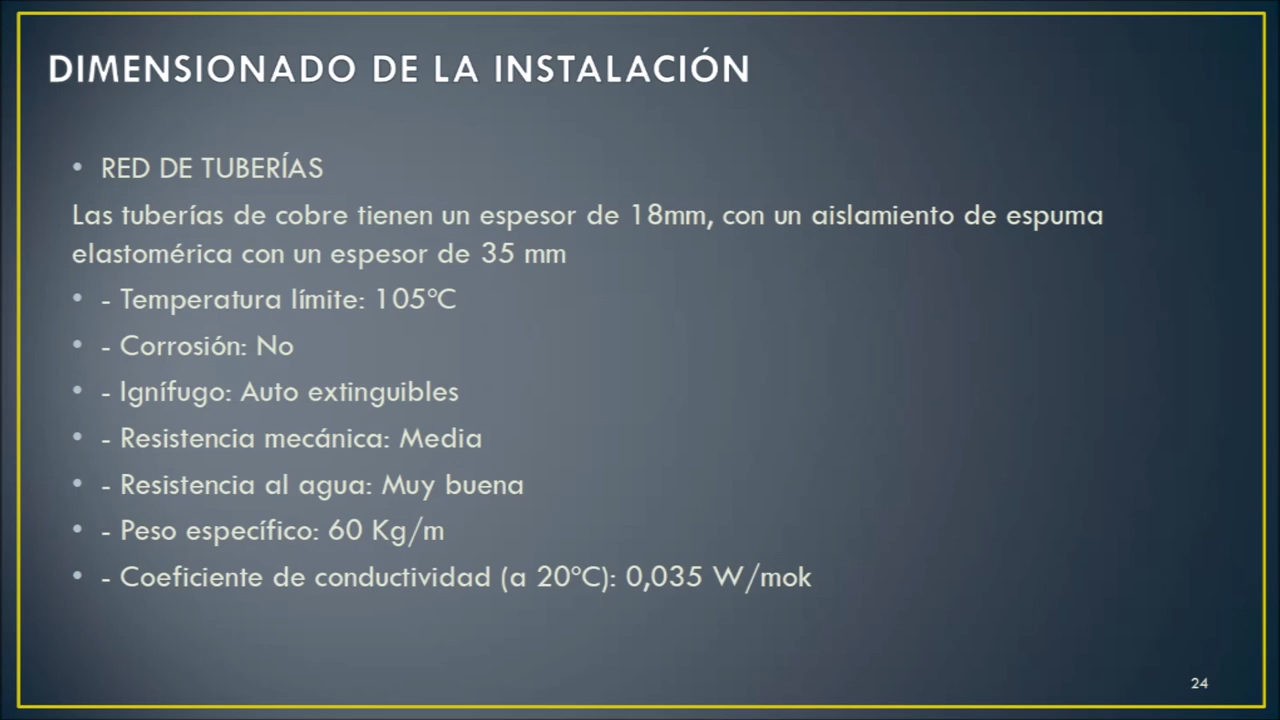 DIMENSIONADO DE LA INSTALACIÓN
• RED DE TUBERÍAS
Las tuberías de cobre tienen un espesor de 18mm, con un aislamiento de espuma
elastomérica con un espesor de 35 mm
• - Temperatura límite: 105ºC
• - Corrosión: No
• - Ignífugo: Auto extinguibles
• - Resistencia mecánica: Media
• - Resistencia al agua: Muy buena
• - Peso específico: 60 Kg/m
• - Coeficiente de conductividad (a 20ºC): 0,035 W/mok
24